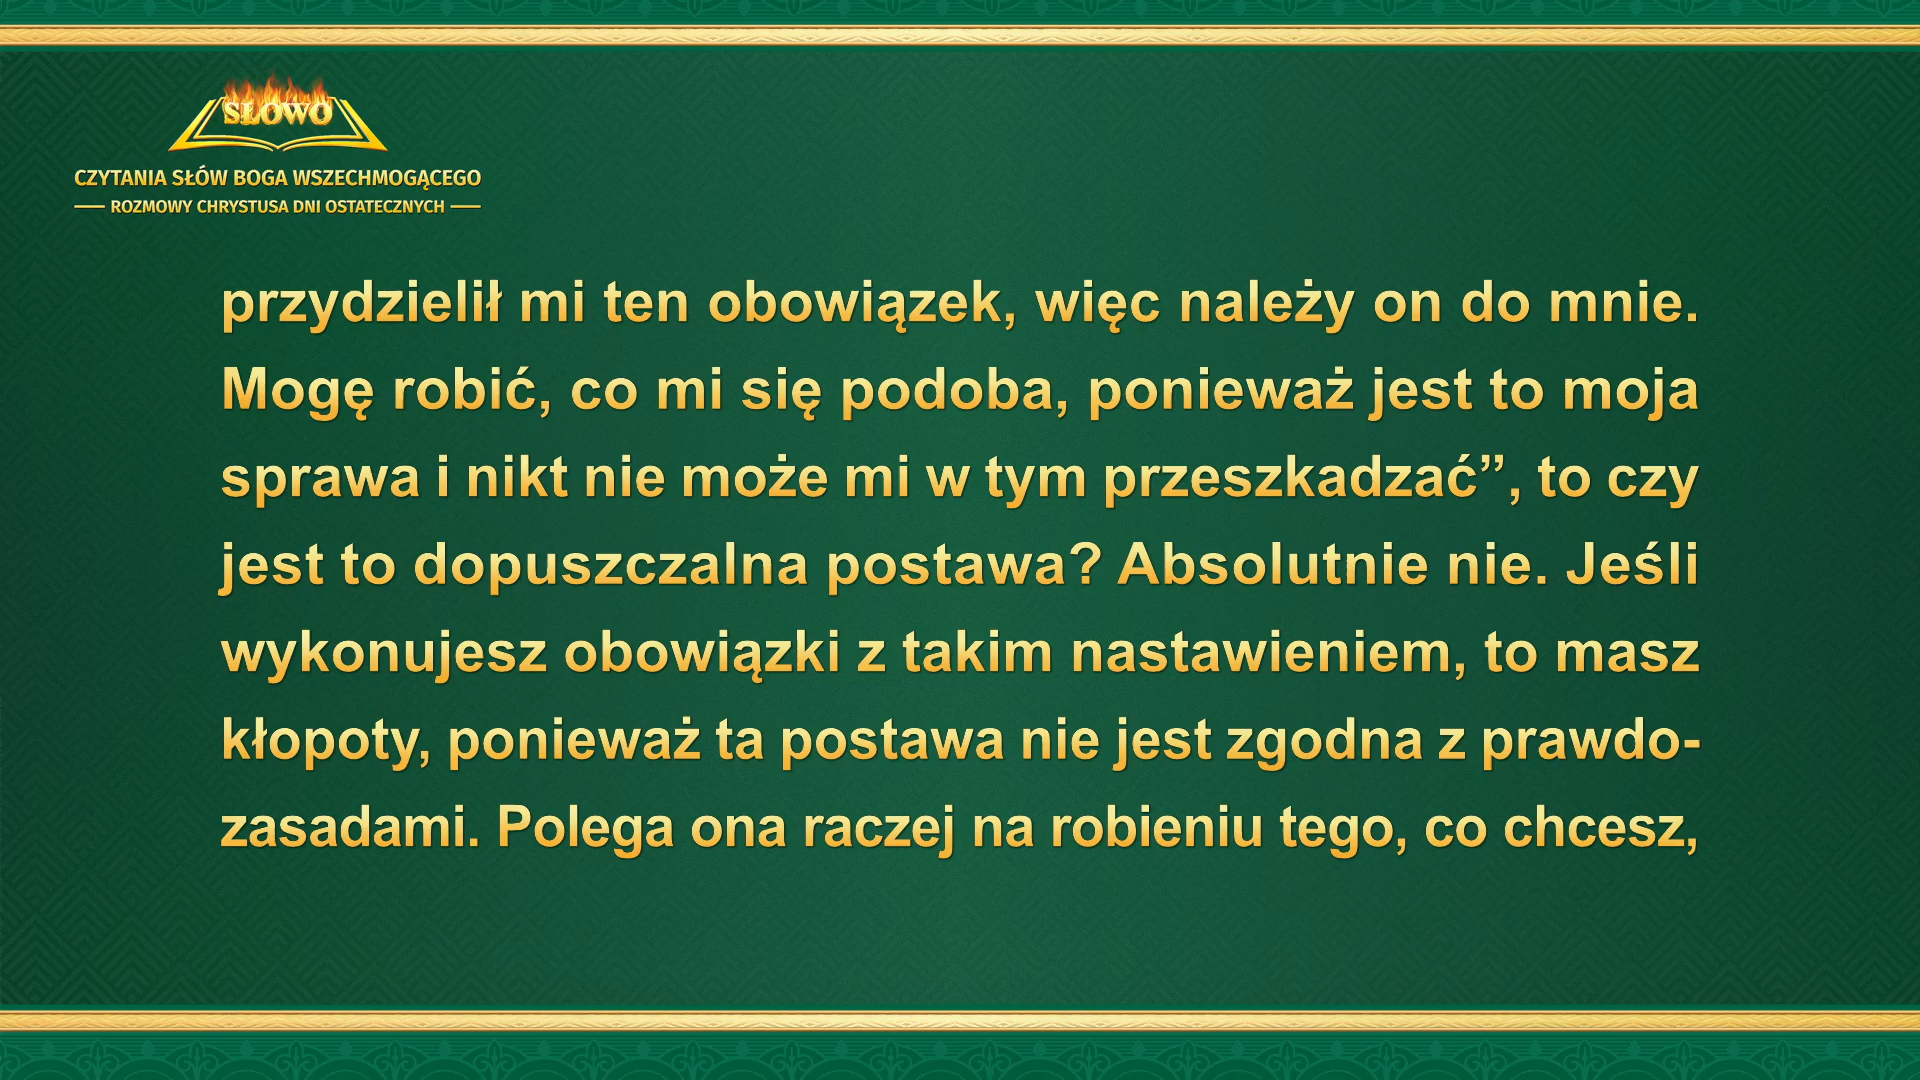 SŁOWO
CZYTANIA SŁÓW BOGA WSZECHMOGĄCEGO
ROZMOWY CHRYSTUSA DNI OSTATECZNYCH
przydzielił mi ten obowiązek, więc należy on do mnie.
Mogę robić, co mi się podoba, ponieważ jest to moja
sprawa i nikt nie może mi w tym przeszkadzać”, to czy
jest to dopuszczalna postawa? Absolutnie nie. Jeśli
wykonujesz obowiązki z takim nastawieniem, to masz
kłopoty, ponieważ ta postawa nie jest zgodna z prawdo-
zasadami. Polega ona raczej na robieniu tego, co chcesz,